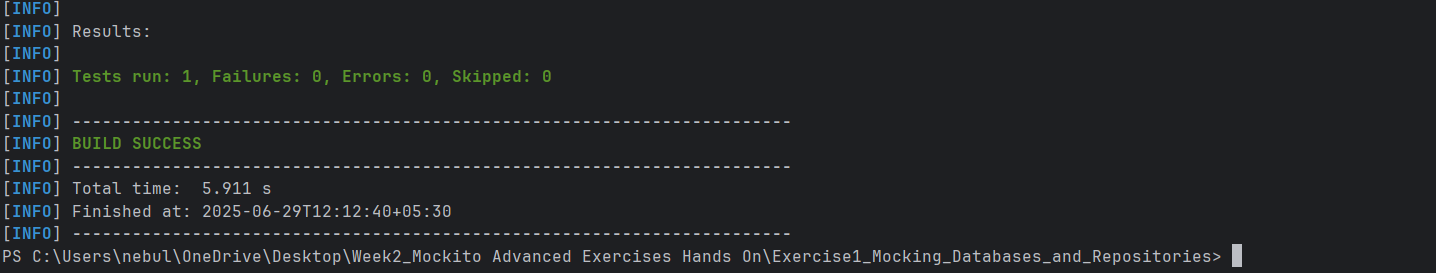 [INFO]
[INFO] Results:
[INFO]
[INFO] Tests run: 1, Failures: 0, Errors: 0, Skipped: 0
[INFO]
[INFO] ------------------------------------------------------------------------
[INFO] BUILD SUCCESS
[INFO] ------------------------------------------------------------------------
[INFO] Total time:  5.911 s
[INFO] Finished at: 2025-06-29T12:12:40+05:30
[INFO] ------------------------------------------------------------------------
PS C:\Users\nebul\OneDrive\Desktop\Week2_Mockito Advanced Exercises Hands On\Exercise1_Mocking_Databases_and_Repositories>